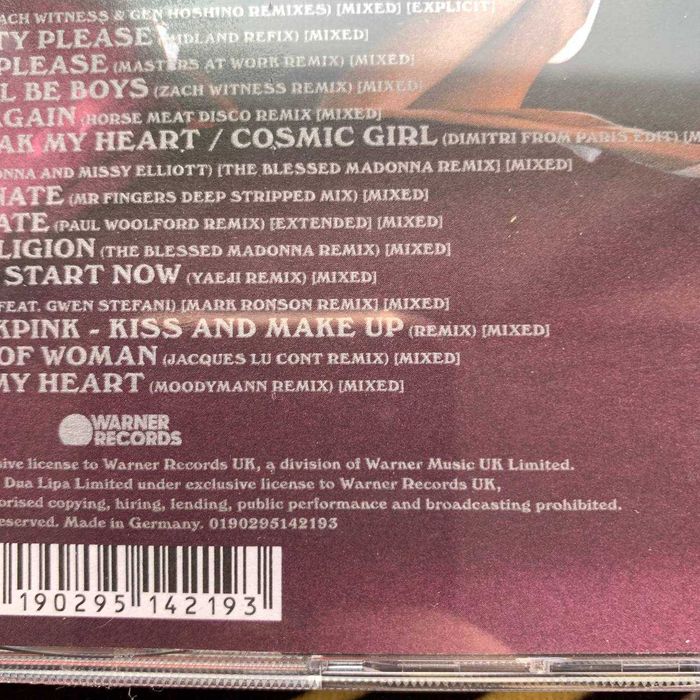 ACH WITNESS & GEN HOSHINO REMIXES) [MIXED] [EXPLICIT]
TY PLEASE (MIDLAND REFIX) [MIXED]
PLEASE (MASTERS AT WORK REMIX) [MIXED]
L BE BOYS (ZACH WITNESS REMIX) [MIXED]
AGAIN (HORSE MEAT DISCO REMIX [MIXED]
AK MY HEART / COSMIC GIRL (DIMITRI FROM PARIS EDIT) [M
ONNA AND MISSY ELLIOTT) [THE BLESSED MADONNA REMIX] [MIXED]
NATE (MR FINGERS DEEP STRIPPED MIX) [MIXED]
ATE (PAUL WOOLFORD REMIX) [EXTENDED] [MIXED]
LIGION (THE BLESSED MADONNA REMIX) [MIXED]
START NOW (YAEJI REMIX) [MIXED]
FEAT. GWEN STEFANI) [MARK RONSON REMIX] [MIXED]
KPINK - KISS AND MAKE UP (REMIX) [MIXED]
OF WOMAN (JACQUES LU CONT REMIX) [MIXED]
MY HEART (MOODYMANN REMIX) [MIXED]
WARNER
RECORDS
sive license to Warner Records UK, a division of Warner Music UK Limited.
Dua Lipa Limited under exclusive license to Warner Records UK,
orised copying, hiring, lending, public performance and broadcasting prohibited.
eserved. Made in Germany. 0190295142193
190295 142193